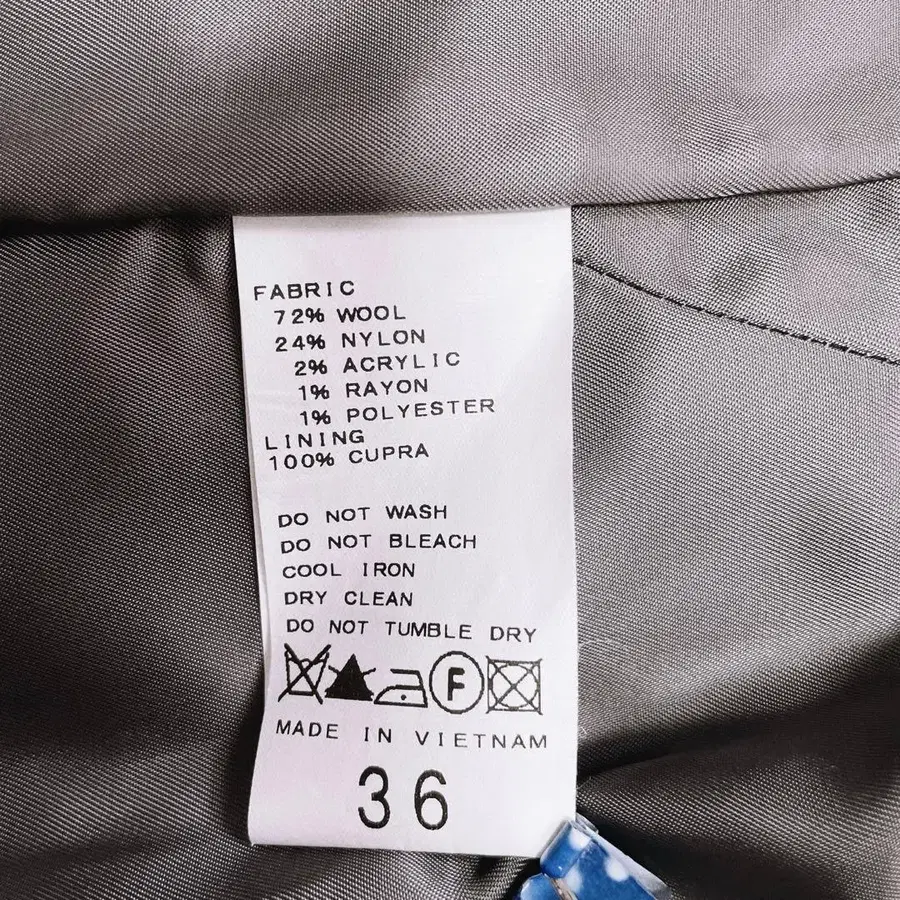 FABRIC
72% WOOL
24% NYLON
2% ACRYLIC
1% RAYON
1% POLYESTER
LINING
100% CUPRA
DO NOT WASH
DO NOT BLEACH
COOL IRON
DRY CLEAN
DO NOT TUMBLE DRY
F
MADE IN VIETNAM
36